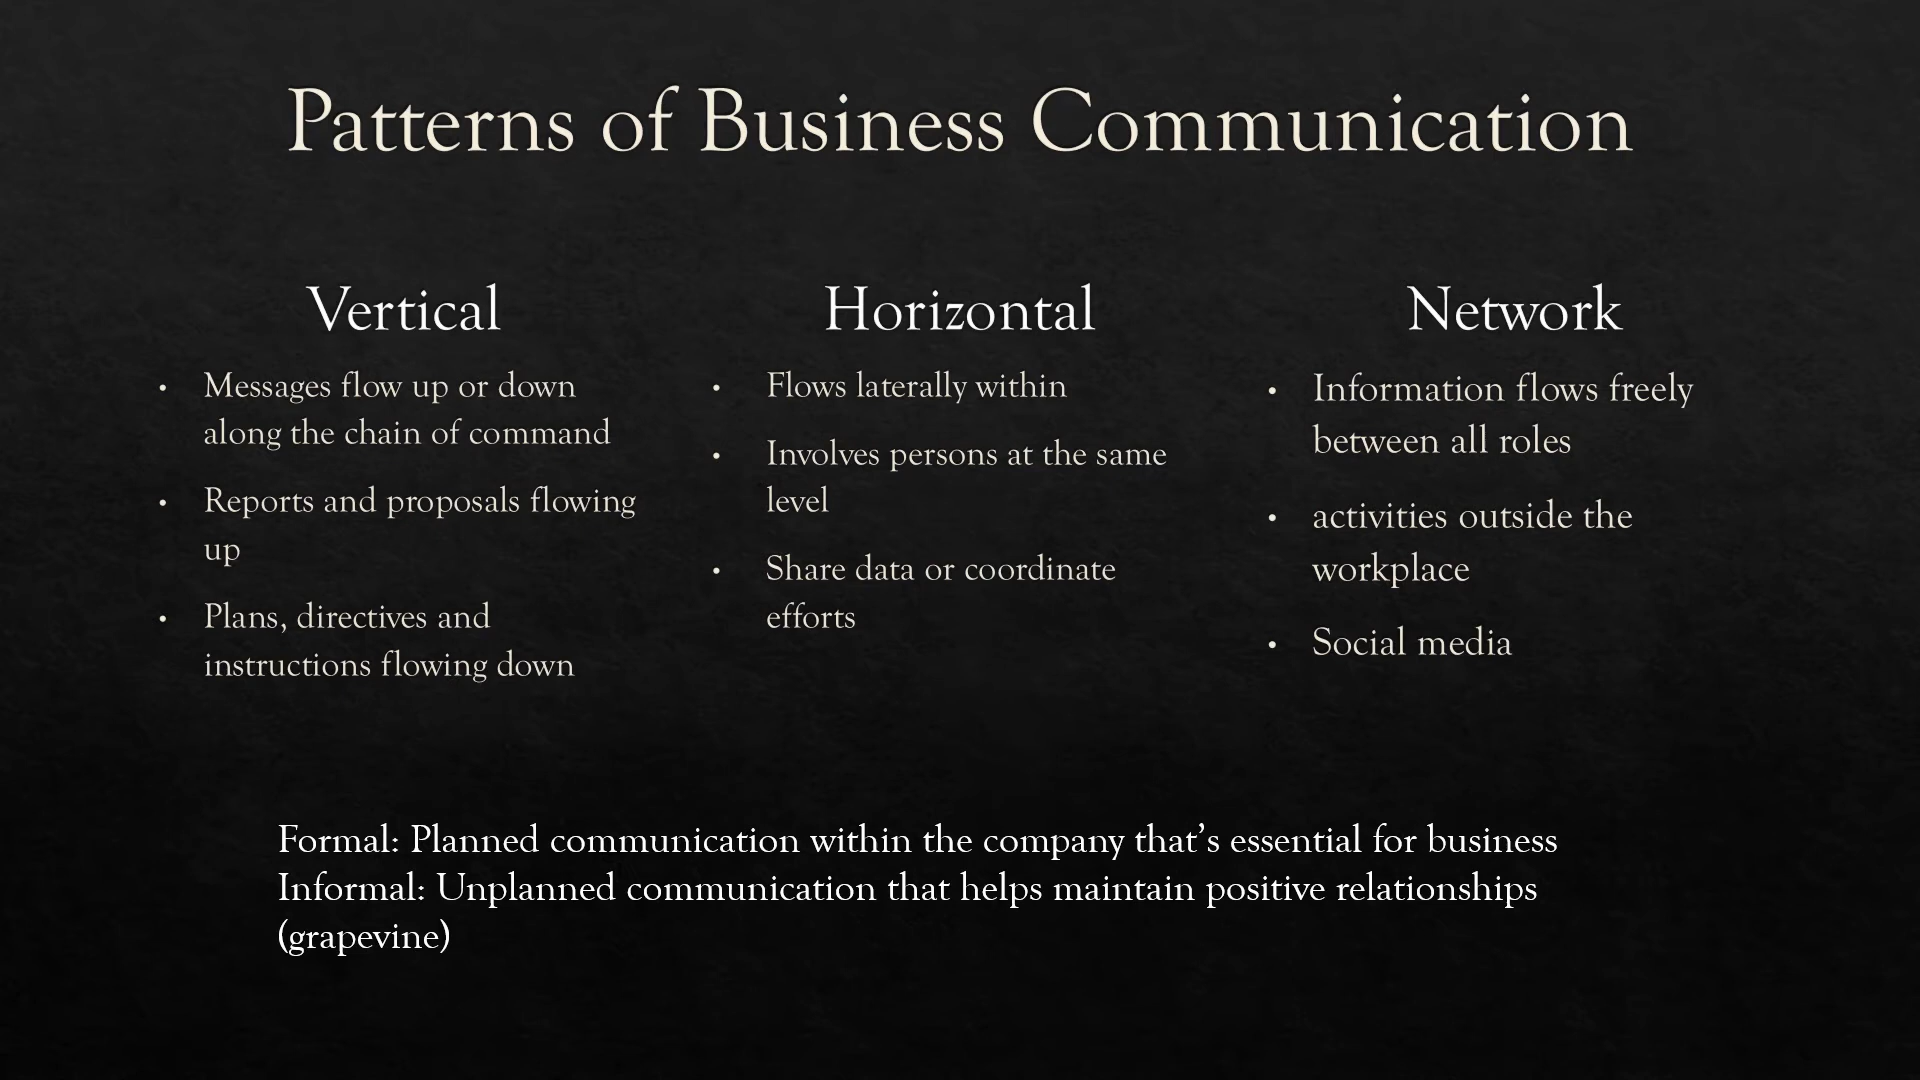 Patterns of Business Communication
Vertical
• Messages flow up or down
along the chain of command
• Reports and proposals flowing
up
• Plans, directives and
instructions flowing down
Horizontal
• Flows laterally within
• Involves persons at the same
level
• Share data or coordinate
efforts
Network
• Information flows freely
between all roles
• activities outside the
workplace
• Social media
Formal: Planned communication within the company that’s essential for business
Informal: Unplanned communication that helps maintain positive relationships
(grapevine)